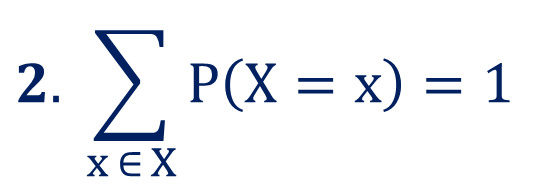 2. ∑ P(X = x) = 1
x ∈ X